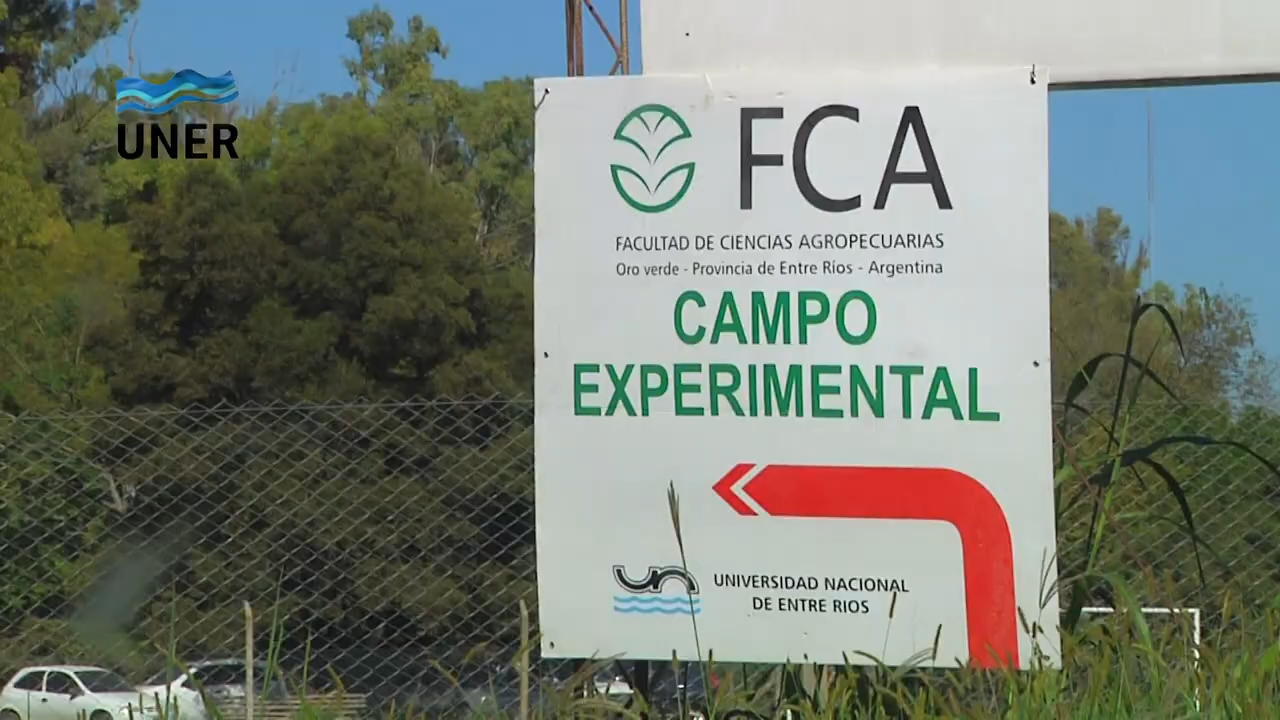 UNER
FCA
FACULTAD DE CIENCIAS AGROPECUARIAS
Oro verde - Provincia de Entre Ríos - Argentina
CAMPO
EXPERIMENTAL
un
UNIVERSIDAD NACIONAL
DE ENTRE RIOS